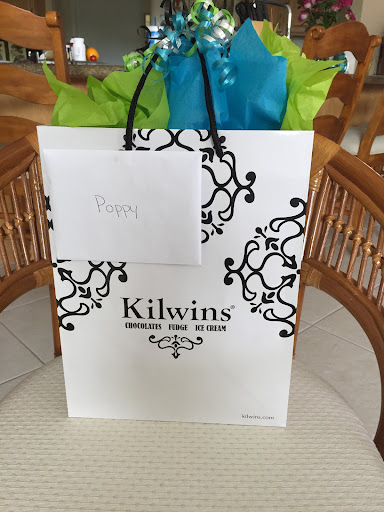 Poppy
Kilwins®
CHOCOLATES FUDGE ICE CREAM
kilwins.com